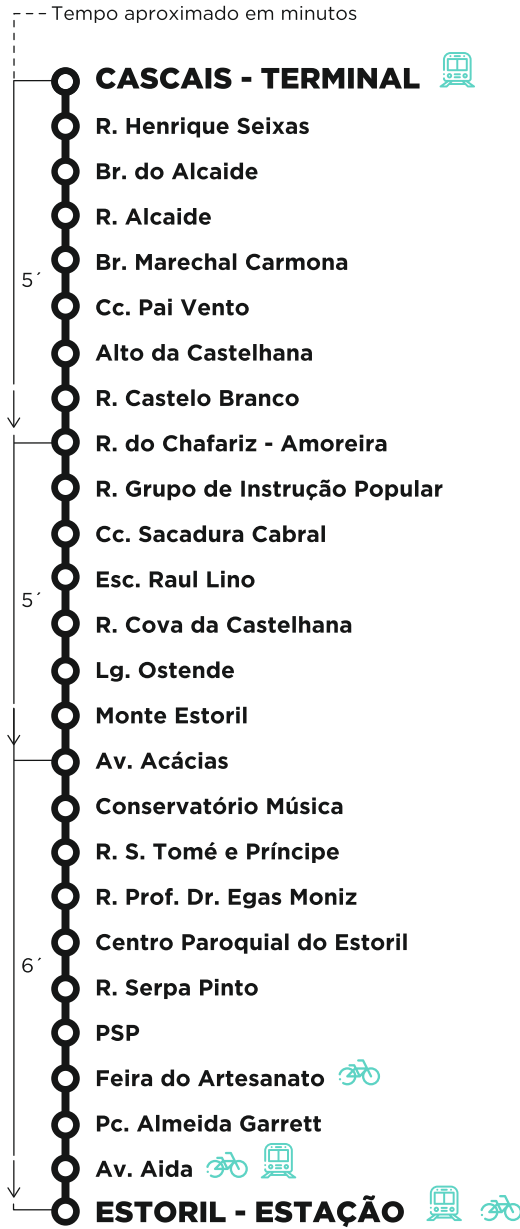 Tempo aproximado em minutos
CASCAIS - TERMINAL
R. Henrique Seixas
Br. do Alcaide
R. Alcaide
Br. Marechal Carmona
5´
Cc. Pai Vento
Alto da Castelhana
R. Castelo Branco
R. do Chafariz - Amoreira
R. Grupo de Instrução Popular
Cc. Sacadura Cabral
Esc. Raul Lino
5´
R. Cova da Castelhana
Lg. Ostende
Monte Estoril
Av. Acácias
Conservatório Música
R. S. Tomé e Príncipe
R. Prof. Dr. Egas Moniz
Centro Paroquial do Estoril
6´
R. Serpa Pinto
PSP
Feira do Artesanato
Pc. Almeida Garrett
Av. Aida
ESTORIL - ESTAÇÃO